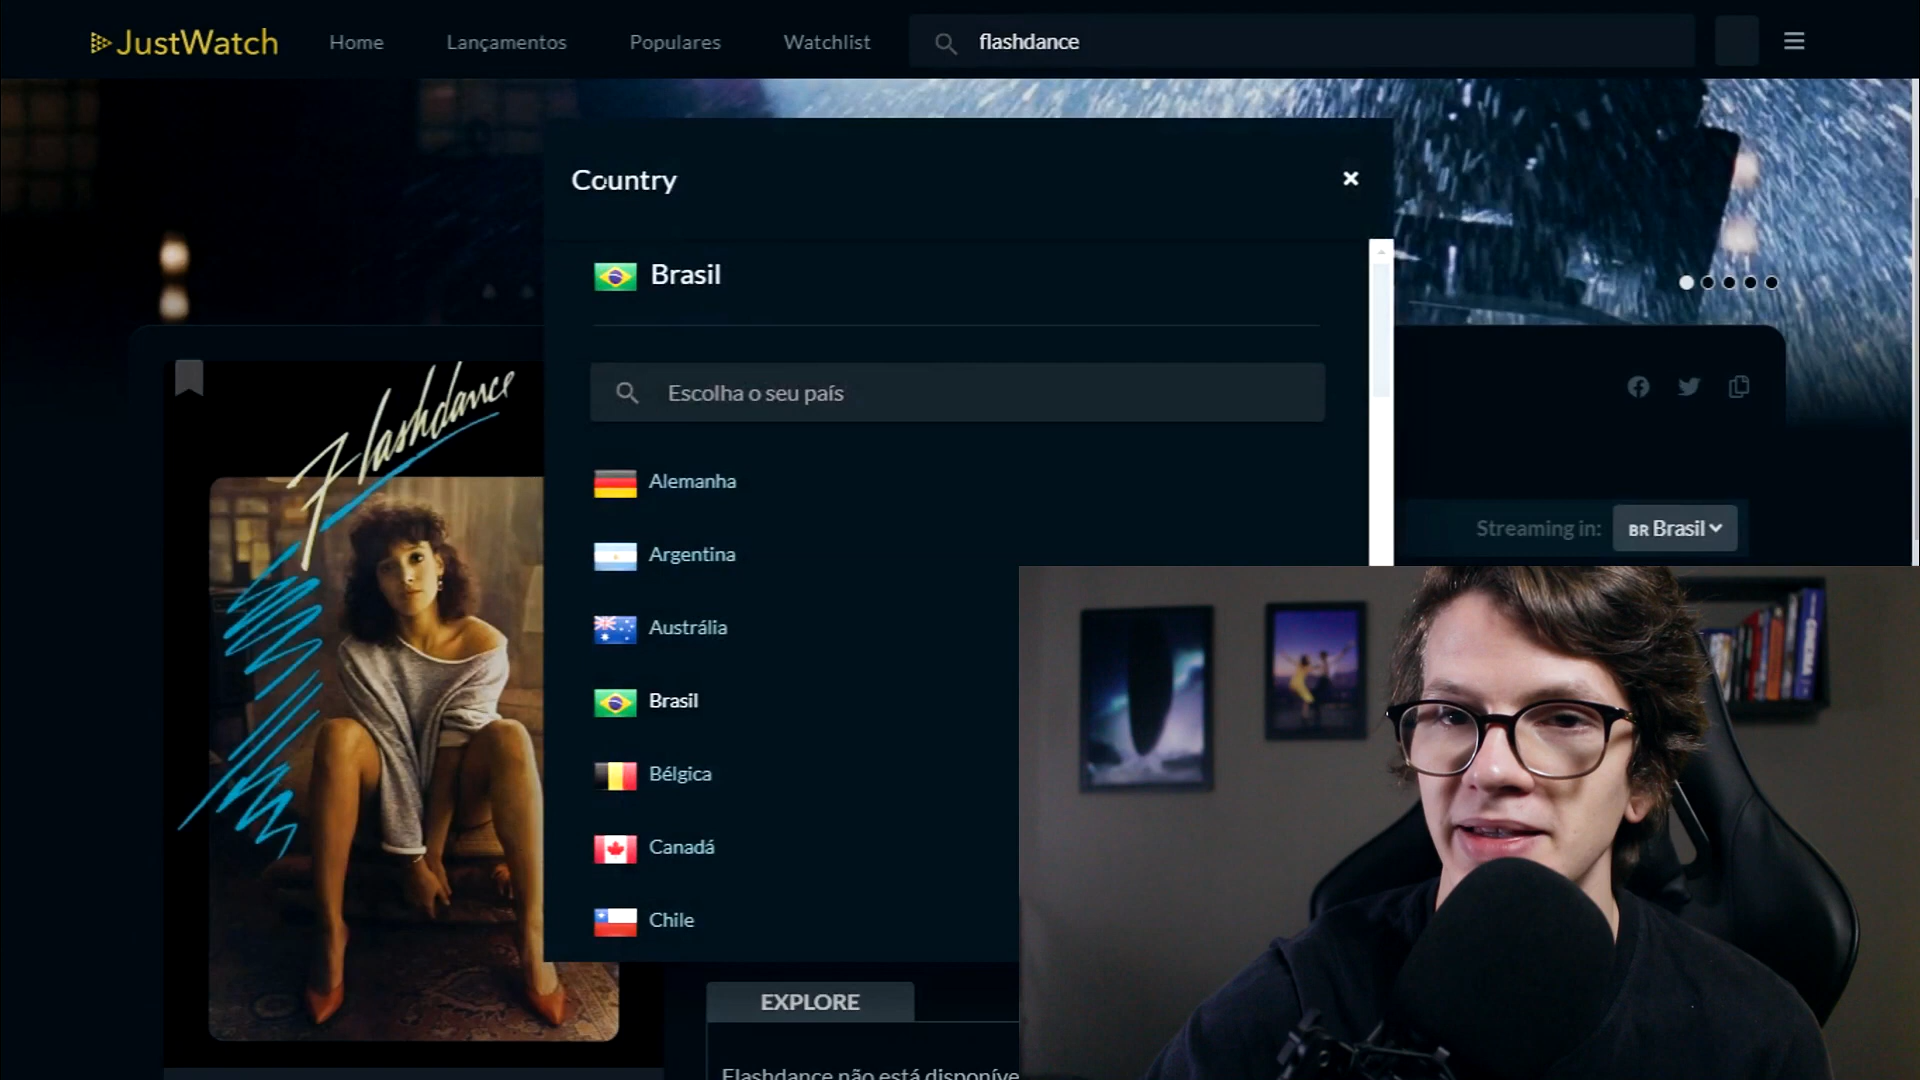 JustWatch
Home
Lançamentos
Populares
Watchlist
flashdance
Country
Brasil
Escolha o seu país
Alemanha
Argentina
Austrália
Brasil
Bélgica
Canadá
Chile
Flashdance
Streaming in:
BR Brasil
EXPLORE
Flashdance não está disponíve
CINEMA